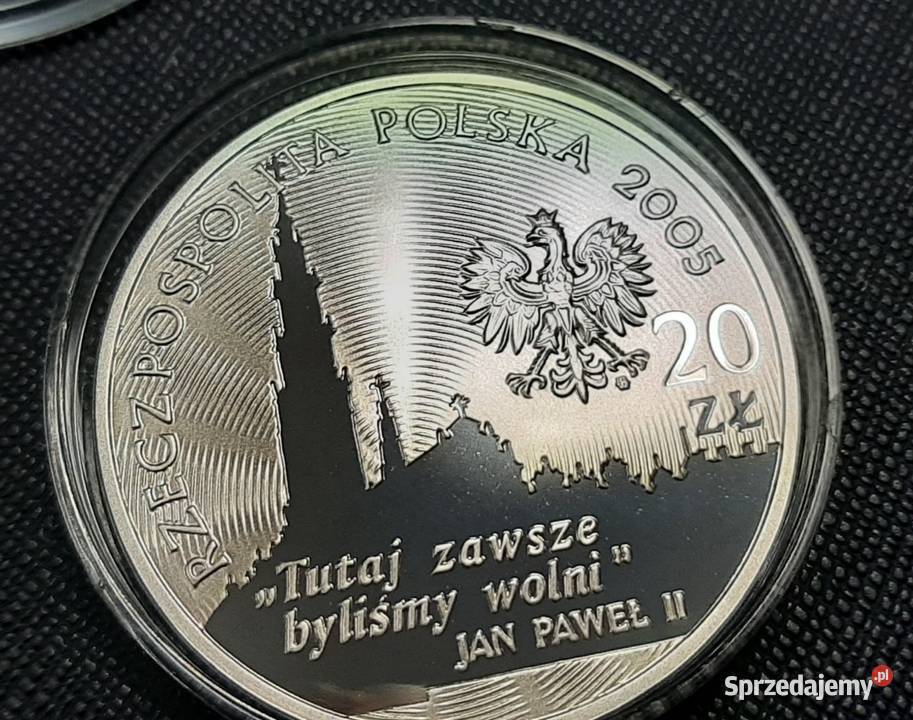 RZECZPOSPOLITA POLSKA 2005
20
ZŁ
„Tutaj zawsze
byliśmy wolni”
JAN PAWEŁ II
Sprzedajemy.pl